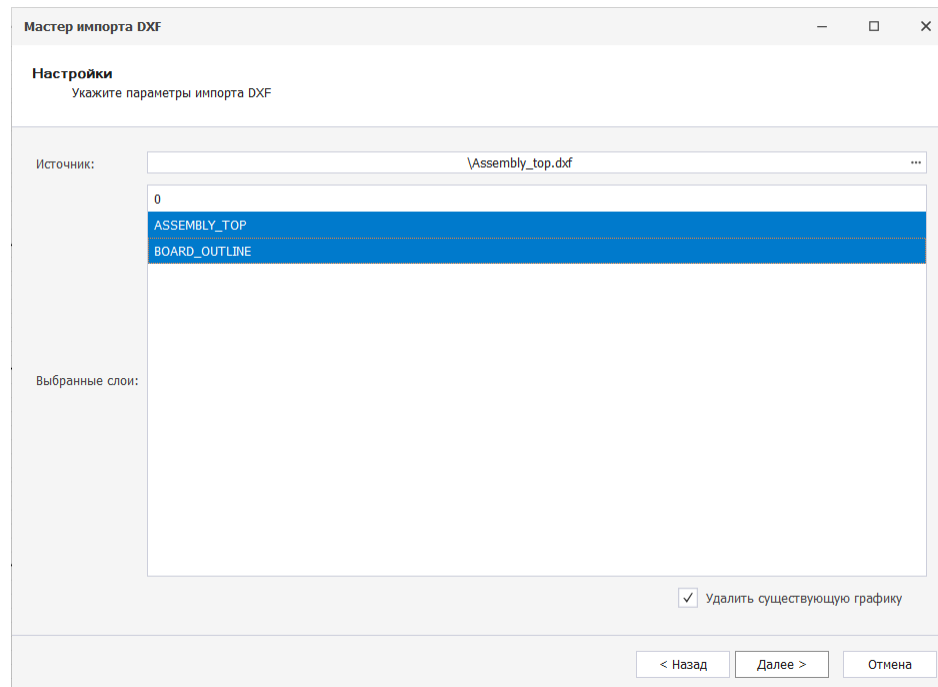 Мастер импорта DXF
Настройки
Укажите параметры импорта DXF
Источник: \Assembly_top.dxf ...
0
ASSEMBLY_TOP
BOARD_OUTLINE
Выбранные слои:
Удалить существующую графику
< Назад Далее > Отмена